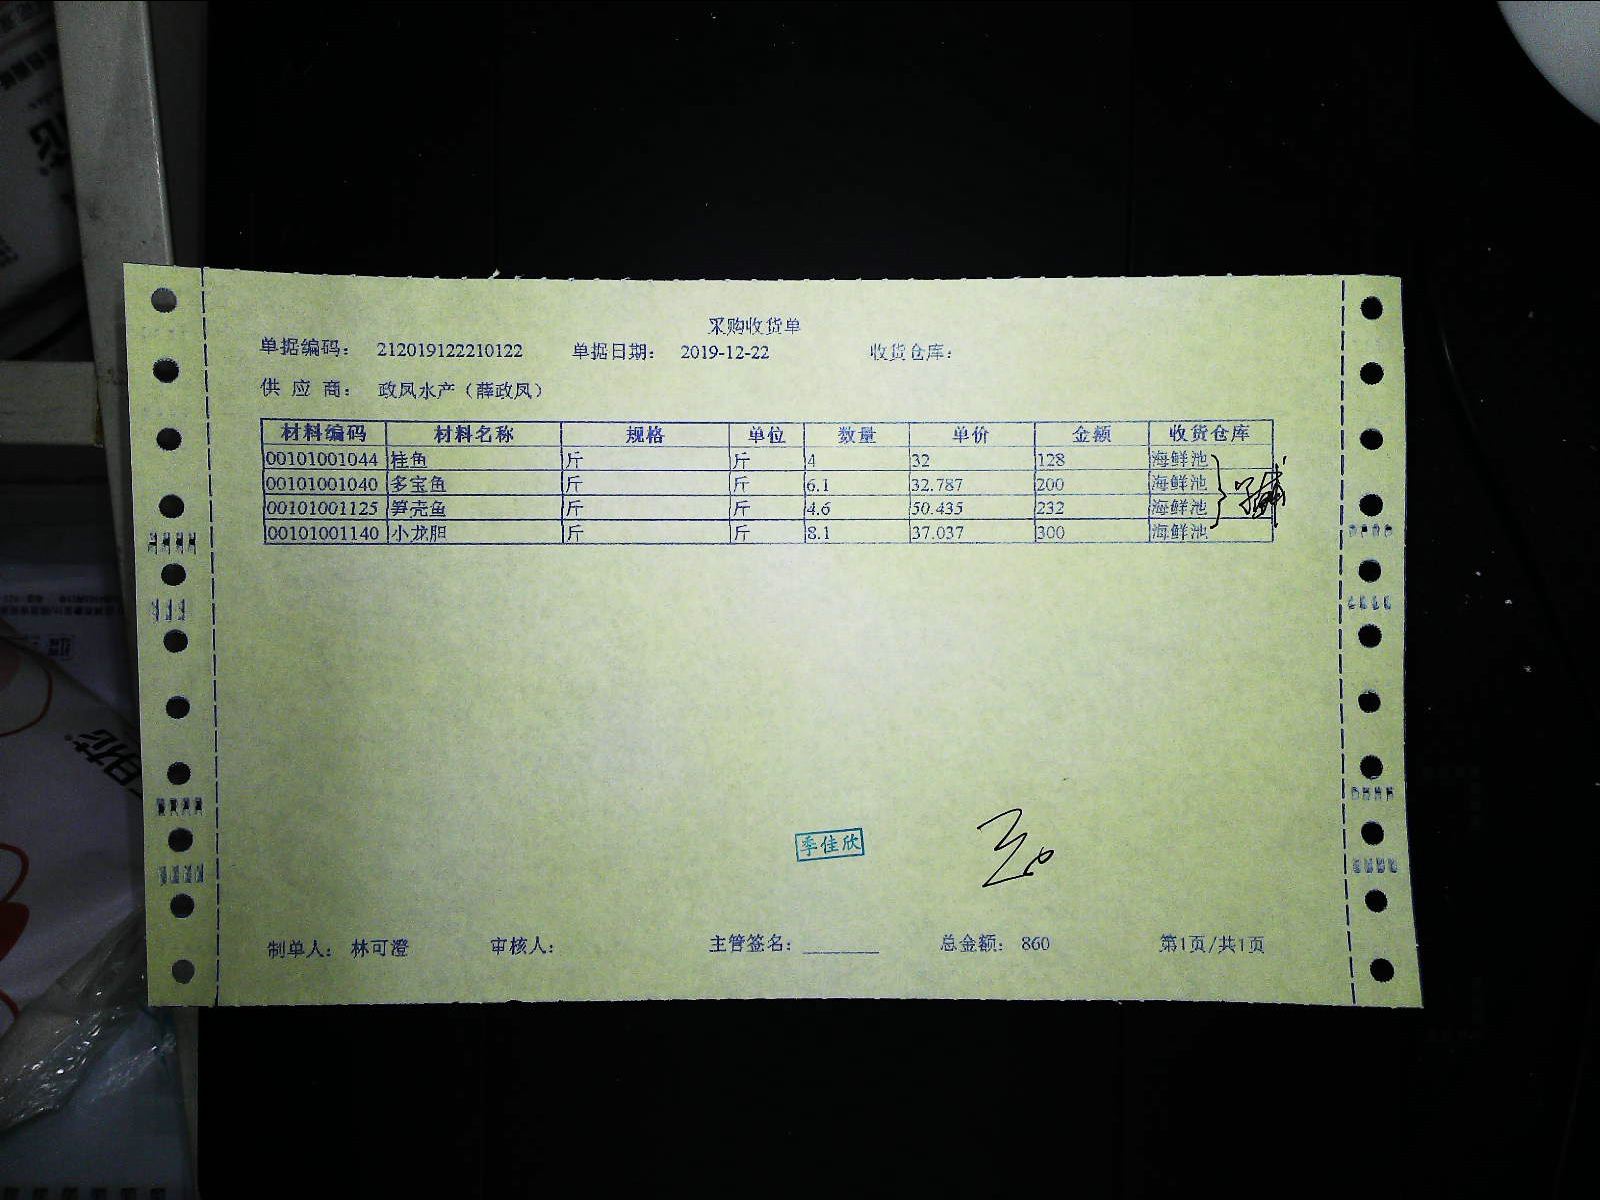 采购收货单
单据编码： 212019122210122 单据日期： 2019-12-22 收货仓库：
供 应 商： 政凤水产（薛政凤）
材料编码 材料名称 规格 单位 数量 单价 金额 收货仓库
00101001044 桂鱼 斤 斤 4 32 128 海鲜池
00101001040 多宝鱼 斤 斤 6.1 32.787 200 海鲜池
00101001125 笋壳鱼 斤 斤 4.6 50.435 232 海鲜池
00101001140 小龙胆 斤 斤 8.1 37.037 300 海鲜池
季佳欣
制单人： 林可澄 审核人： 主管签名：________ 总金额： 860 第1页/共1页